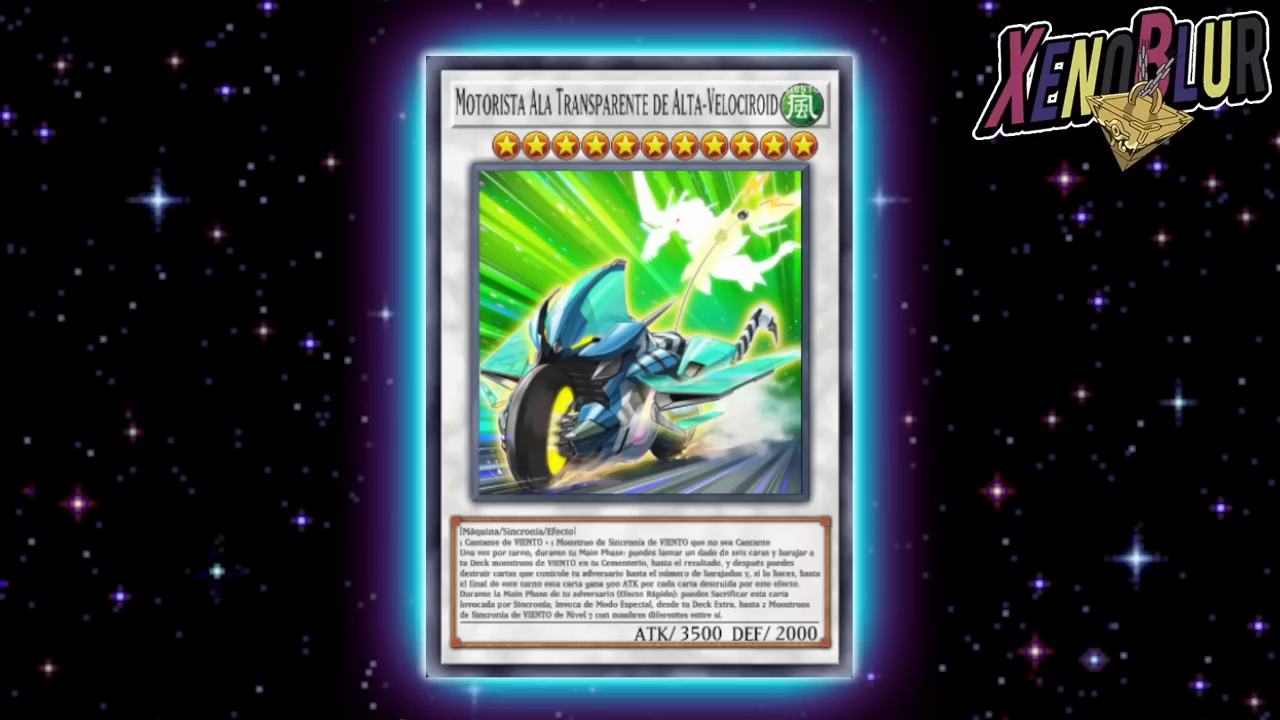 XENOBLUR
MOTORISTA ALA TRANSPARENTE DE ALTA-VELOCIROID
VIENTO
風
[Máquina/Sincronía/Efecto]
1 Cantante de VIENTO + 1 Monstruo de Sincronía de VIENTO que no sea Cantante
Una vez por turno, durante tu Main Phase: puedes lanzar un dado de seis caras y barajar a
tu Deck monstruos de VIENTO en tu Cementerio, hasta el resultado, y después puedes
destruir cartas que controle tu adversario hasta el número de barajados y, si lo haces, hasta
el final de este turno esta carta gana 500 ATK por cada carta destruida por este efecto.
Durante la Main Phase de tu adversario (Efecto Rápido): puedes Sacrificar esta carta
Invocada por Sincronía; Invoca de Modo Especial, desde tu Deck Extra, hasta 2 Monstruos
de Sincronía de VIENTO de Nivel 7 con nombres diferentes entre sí.
ATK/ 3500 DEF/ 2000